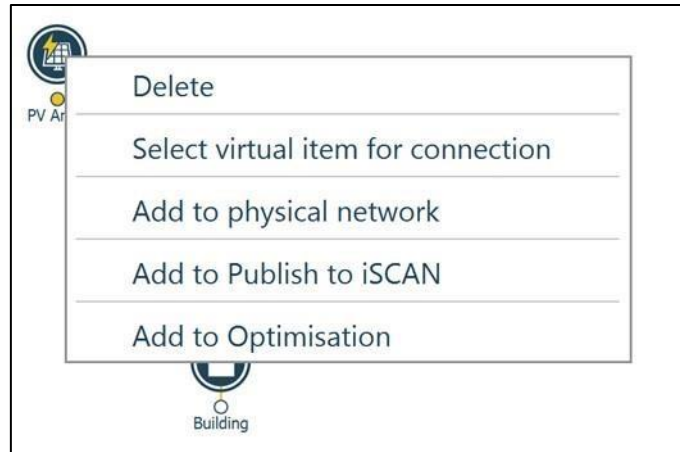 Delete
PV Ar
Select virtual item for connection
Add to physical network
Add to Publish to iSCAN
Add to Optimisation
Building